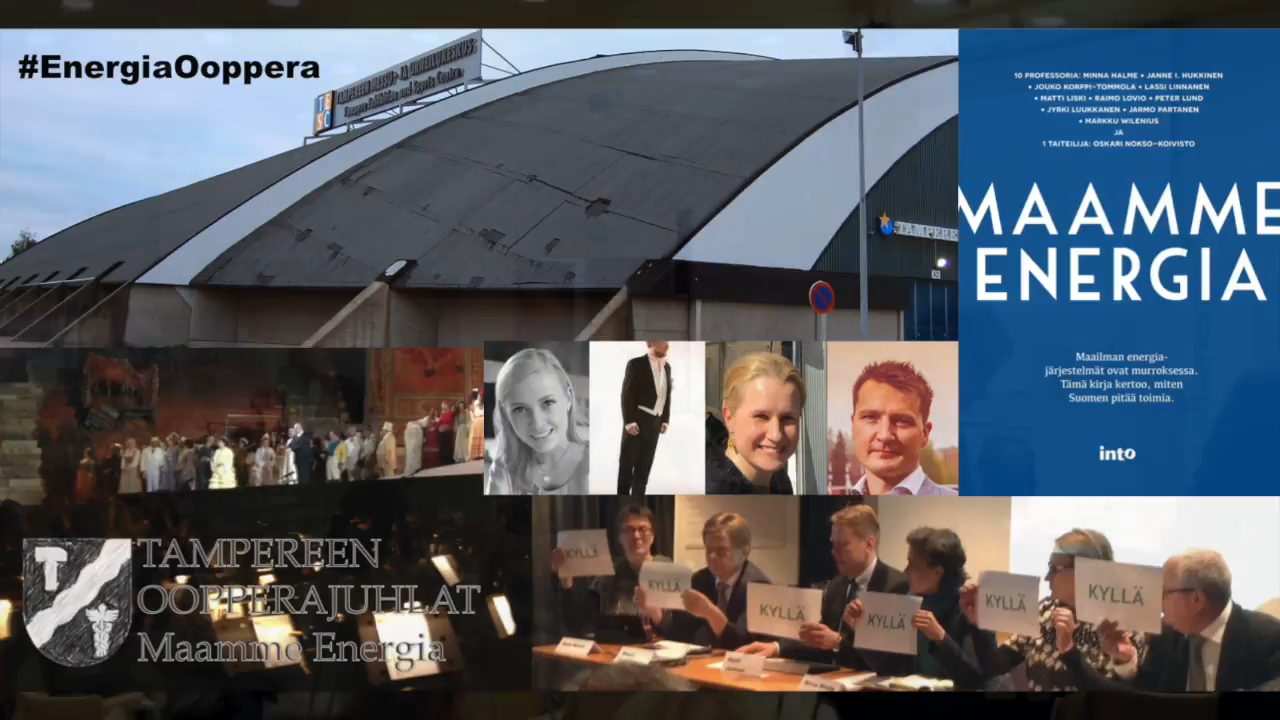 #EnergiaOoppera
TAMPEREEN MESSU- JA URHEILUKESKUS
Tampere Exhibition and Sports Centre
TESC
TAMPERE
10 PROFESSORIA: MINNA HALME • JANNE I. HUKKINEN
• JOUKO KORPPI-TOMMOLA • LASSI LINNANEN
• MATTI LISKI • RAIMO LOVIO • PETER LUND
• JYRKI LUUKKANEN • JARMO PARTANEN
• MARKKU WILENIUS
JA
1 TAITEILIJA: OSKARI NOKSO-KOIVISTO
MAAMME
ENERGIA
Maailman energia-
järjestelmät ovat murroksessa.
Tämä kirja kertoo, miten
Suomen pitää toimia.
into
TAMPEREEN
OOPPERAJUHLAT
Maamme Energia
KYLLÄ
KYLLÄ
KYLLÄ
KYLLÄ
KYLLÄ
KYLLÄ